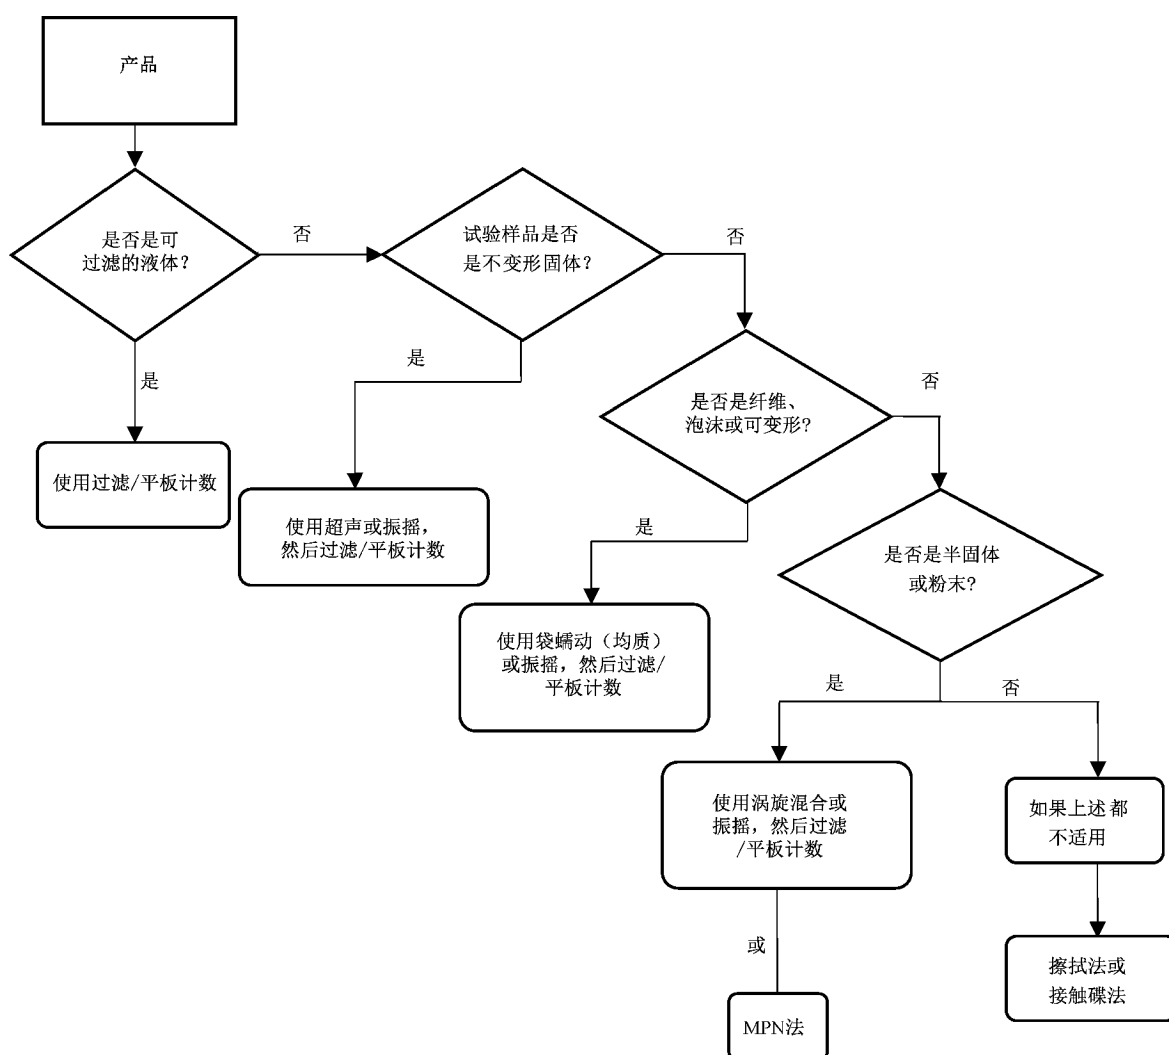 产品
是否是可
过滤的液体?
否
试验样品是否
是不变形固体?
否
是
是
是否是纤维、
泡沫或可变形?
否
使用过滤/平板计数
使用超声或振摇,
然后过滤/平板计数
是
是否是半固体
或粉末?
使用袋蠕动（均质）
或振摇，然后过滤/
平板计数
是
否
使用涡旋混合或
振摇，然后过滤
/平板计数
如果上述都
不适用
或
擦拭法或
接触碟法
MPN法